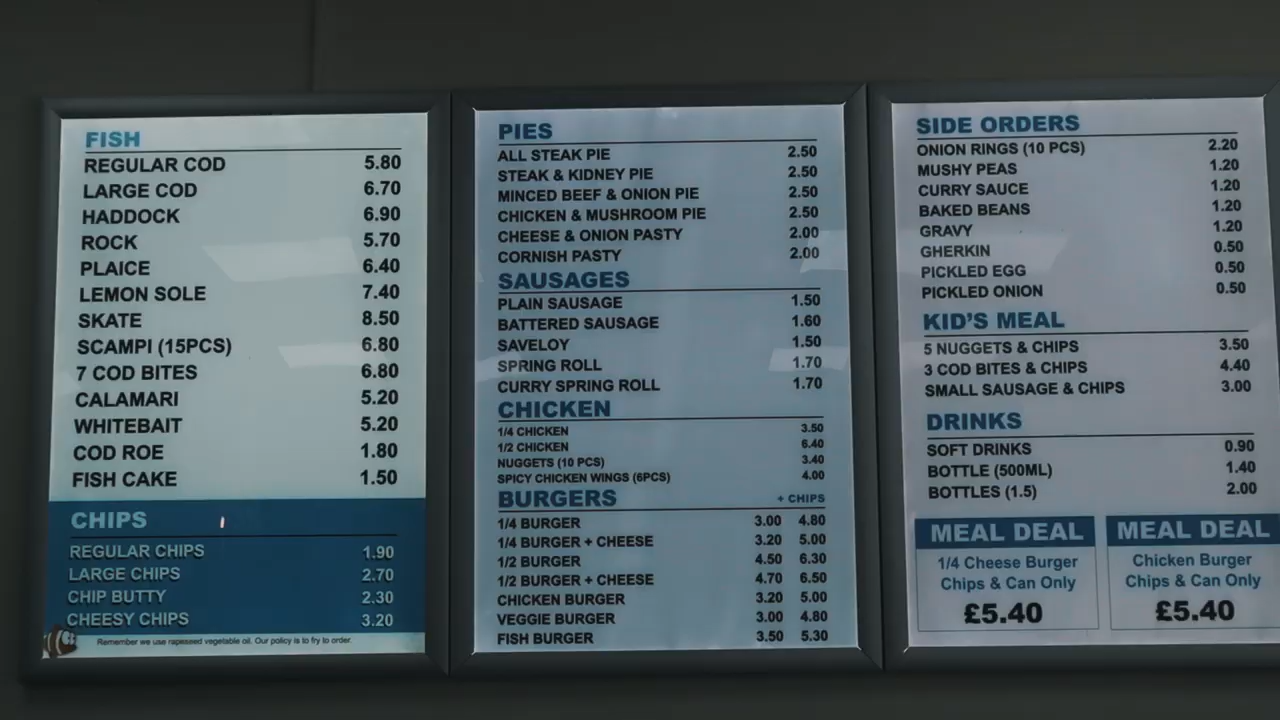 FISH
REGULAR COD 5.80
LARGE COD 6.70
HADDOCK 6.90
ROCK 5.70
PLAICE 6.40
LEMON SOLE 7.40
SKATE 8.50
SCAMPI (15PCS) 6.80
7 COD BITES 6.80
CALAMARI 5.20
WHITEBAIT 5.20
COD ROE 1.80
FISH CAKE 1.50
CHIPS
REGULAR CHIPS 1.90
LARGE CHIPS 2.70
CHIP BUTTY 2.30
CHEESY CHIPS 3.20
Remember we use rapeseed vegetable oil. Our policy is to fry to order.
PIES
ALL STEAK PIE 2.50
STEAK & KIDNEY PIE 2.50
MINCED BEEF & ONION PIE 2.50
CHICKEN & MUSHROOM PIE 2.50
CHEESE & ONION PASTY 2.00
CORNISH PASTY 2.00
SAUSAGES
PLAIN SAUSAGE 1.50
BATTERED SAUSAGE 1.60
SAVELOY 1.50
SPRING ROLL 1.70
CURRY SPRING ROLL 1.70
CHICKEN
1/4 CHICKEN 3.50
1/2 CHICKEN 6.40
NUGGETS (10 PCS) 3.40
SPICY CHICKEN WINGS (6PCS) 4.00
BURGERS + CHIPS
1/4 BURGER 3.00 4.80
1/4 BURGER + CHEESE 3.20 5.00
1/2 BURGER 4.50 6.30
1/2 BURGER + CHEESE 4.70 6.50
CHICKEN BURGER 3.20 5.00
VEGGIE BURGER 3.00 4.80
FISH BURGER 3.50 5.30
SIDE ORDERS
ONION RINGS (10 PCS) 2.20
MUSHY PEAS 1.20
CURRY SAUCE 1.20
BAKED BEANS 1.20
GRAVY 1.20
GHERKIN 0.50
PICKLED EGG 0.50
PICKLED ONION 0.50
KID'S MEAL
5 NUGGETS & CHIPS 3.50
3 COD BITES & CHIPS 4.40
SMALL SAUSAGE & CHIPS 3.00
DRINKS
SOFT DRINKS 0.90
BOTTLE (500ML) 1.40
BOTTLES (1.5) 2.00
MEAL DEAL
1/4 Cheese Burger
Chips & Can Only
£5.40
MEAL DEAL
Chicken Burger
Chips & Can Only
£5.40